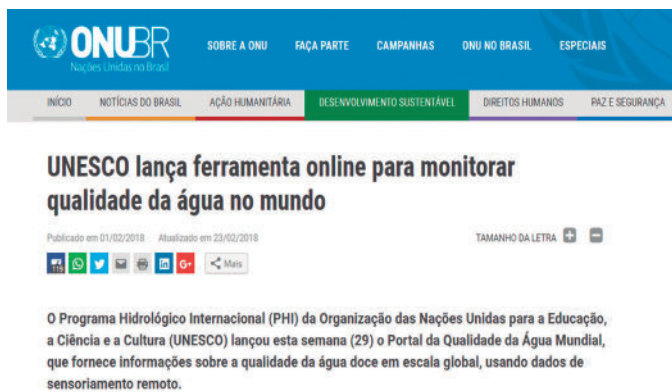 ONUBR
Nações Unidas no Brasil
SOBRE A ONU FAÇA PARTE CAMPANHAS ONU NO BRASIL ESPECIAIS
INÍCIO NOTÍCIAS DO BRASIL AÇÃO HUMANITÁRIA DESENVOLVIMENTO SUSTENTÁVEL DIREITOS HUMANOS PAZ E SEGURANÇA
UNESCO lança ferramenta online para monitorar
qualidade da água no mundo
Publicado em 01/02/2018 Atualizado em 23/02/2018 TAMANHO DA LETRA + −
115 in G+ Mais
O Programa Hidrológico Internacional (PHI) da Organização das Nações Unidas para a Educação,
a Ciência e a Cultura (UNESCO) lançou esta semana (29) o Portal da Qualidade da Água Mundial,
que fornece informações sobre a qualidade da água doce em escala global, usando dados de
sensoriamento remoto.